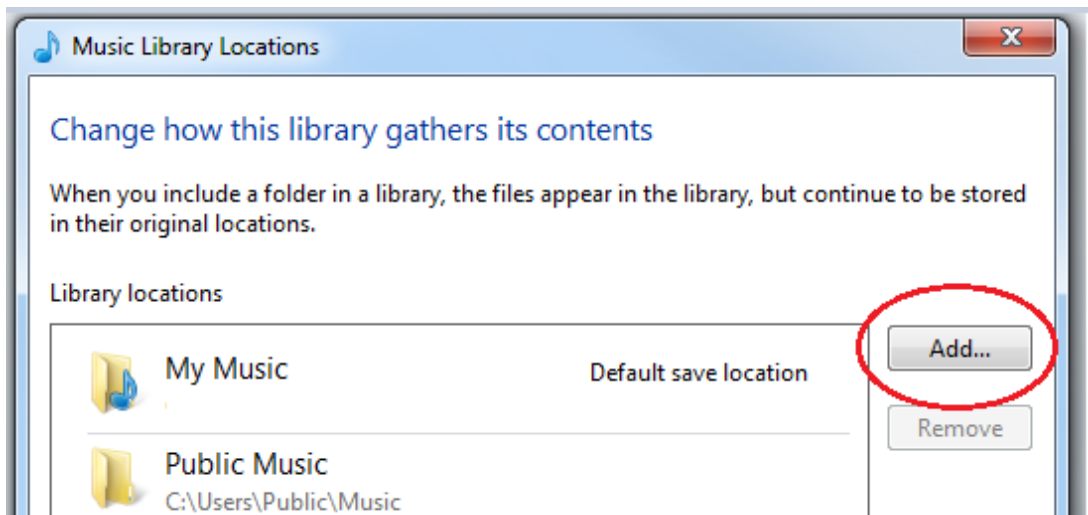 Music Library Locations
Change how this library gathers its contents
When you include a folder in a library, the files appear in the library, but continue to be stored
in their original locations.
Library locations
My Music
Default save location
Add...
Remove
Public Music
C:\Users\Public\Music